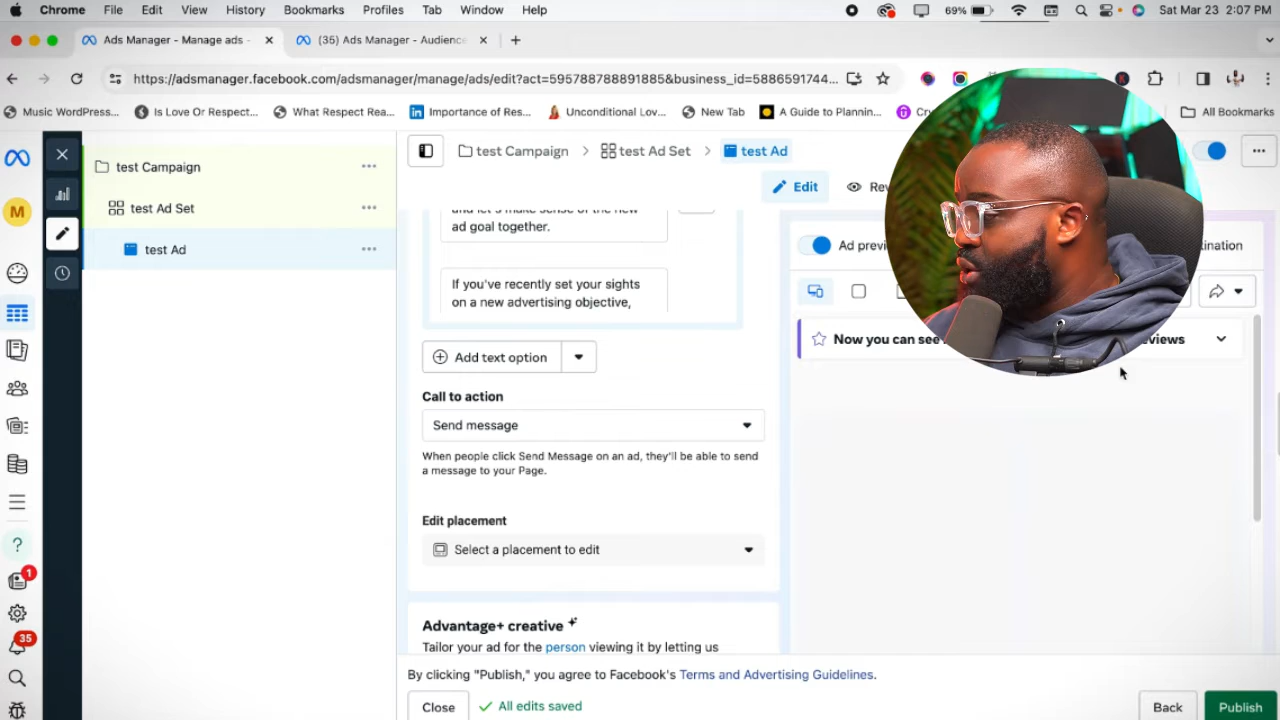 Chrome File Edit View History Bookmarks Profiles Tab Window Help 69% Sat Mar 23 2:07 PM
Ads Manager - Manage ads - (35) Ads Manager - Audience
https://adsmanager.facebook.com/adsmanager/manage/ads/edit?act=595788788891885&business_id=5886591744...
Music WordPress... Is Love Or Respect... What Respect Rea... Importance of Res... Unconditional Lov... New Tab A Guide to Plannin... All Bookmarks
test Campaign
test Ad Set
test Ad
M
1
35
test Campaign > test Ad Set > test Ad
Edit
and let's make sense of the new
ad goal together.
If you've recently set your sights
on a new advertising objective,
Add text option
Call to action
Send message
When people click Send Message on an ad, they'll be able to send
a message to your Page.
Edit placement
Select a placement to edit
Advantage+ creative
Tailor your ad for the person viewing it by letting us
Now you can see
By clicking "Publish," you agree to Facebook's Terms and Advertising Guidelines.
Close All edits saved Back Publish